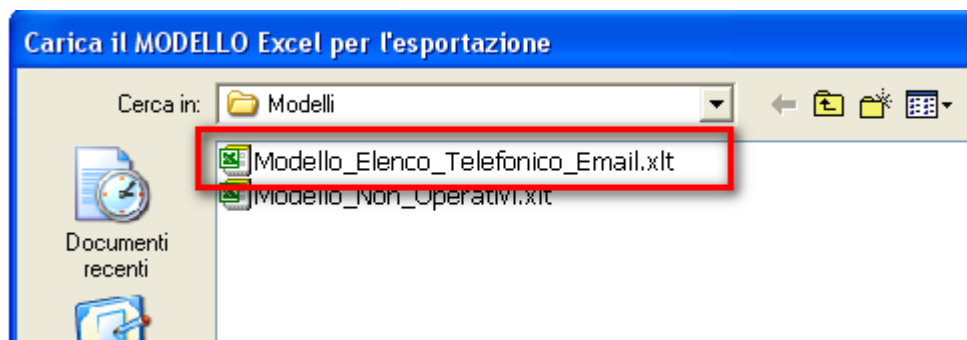 Carica il MODELLO Excel per l'esportazione
Cerca in: Modelli
Modello_Elenco_Telefonico_Email.xlt
Modello_Non_Operativi.xlt
Documenti
recenti